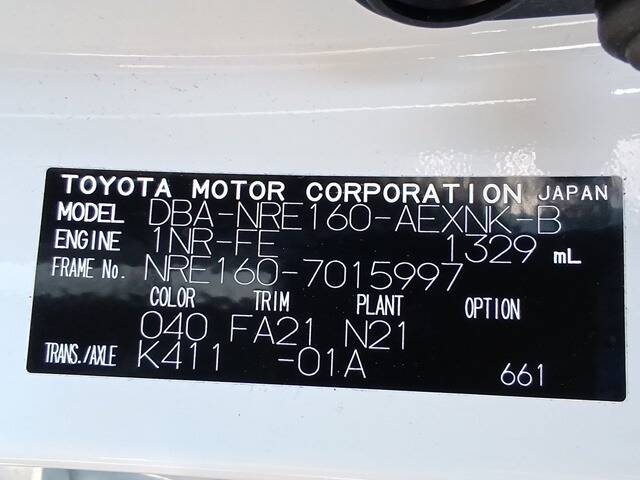 TOYOTA MOTOR CORPORATION JAPAN
MODEL DBA-NRE160-AEXNK-B
ENGINE 1NR-FE 1329 mL
FRAME No. NRE160-7015997
COLOR TRIM PLANT OPTION
040 FA21 N21
TRANS./AXLE K411 -01A 661